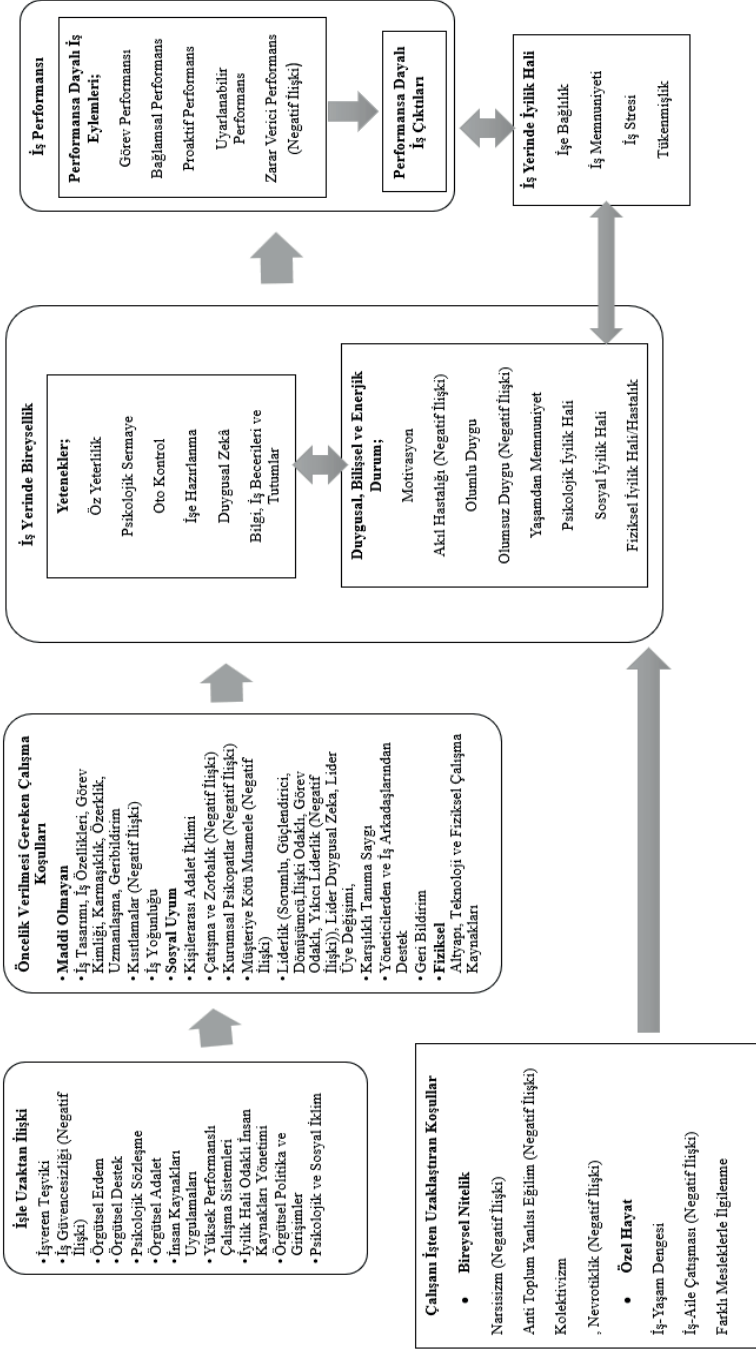 İşle Uzaktan İlişki
• İşveren Teşviki
• İş Güvencesizliği (Negatif
İlişki)
• Örgütsel Erdem
• Örgütsel Destek
• Psikolojik Sözleşme
• Örgütsel Adalet
• İnsan Kaynakları
Uygulamaları
• Yüksek Performanslı
Çalışma Sistemleri
• İyilik Hali Odaklı İnsan
Kaynakları Yönetimi
• Örgütsel Politika ve
Girişimler
• Psikolojik ve Sosyal İklim
Çalışanı İşten Uzaklaştıran Koşullar
• Bireysel Nitelik
Narsisizm (Negatif İlişki)
Anti Toplum Yanlısı Eğilim (Negatif İlişki)
Kolektivizm
, Nevrotiklik (Negatif İlişki)
• Özel Hayat
İş-Yaşam Dengesi
İş-Aile Çatışması (Negatif İlişki)
Farklı Mesleklerle İlgilenme
Öncelik Verilmesi Gereken Çalışma
Koşulları
• Maddi Olmayan
• İş Tasarımı, İş Özellikleri, Görev
Kimliği, Karmaşıklık, Özerklik,
Uzmanlaşma, Geribildirim
• Kısıtlamalar (Negatif İlişki)
• İş Yoğunluğu
• Sosyal Uyum
• Kişilerarası Adalet İklimi
• Çatışma ve Zorbalık (Negatif İlişki)
• Kurumsal Psikopatlar (Negatif İlişki)
• Müşteriye Kötü Muamele (Negatif
İlişki)
• Liderlik (Sorumlu, Güçlendirici,
Dönüşümcü,İlişki Odaklı, Görev
Odaklı, Yıkıcı Liderlik (Negatif
İlişki)), Lider Duygusal Zeka, Lider
Üye Değişimi,
• Karşılıklı Tanıma Saygı
• Yöneticilerden ve İş Arkadaşlarından
Destek
• Geri Bildirim
• Fiziksel
Altyapı, Teknoloji ve Fiziksel Çalışma
Kaynakları
İş Yerinde Bireysellik
Yetenekler;
Öz Yeterlilik
Psikolojik Sermaye
Oto Kontrol
İşe Hazırlanma
Duygusal Zekâ
Bilgi, İş Becerileri ve
Tutumlar
Duygusal, Bilişsel ve Enerjik
Durum;
Motivasyon
Akıl Hastalığı (Negatif İlişki)
Olumlu Duygu
Olumsuz Duygu (Negatif İlişki)
Yaşamdan Memnuniyet
Psikolojik İyilik Hali
Sosyal İyilik Hali
Fiziksel İyilik Hali/Hastalık
İş Performansı
Performansa Dayalı İş
Eylemleri;
Görev Performansı
Bağlamsal Performans
Proaktif Performans
Uyarlanabilir
Performans
Zarar Verici Performans
(Negatif İlişki)
Performansa Dayalı
İş Çıktıları
İş Yerinde İyilik Hali
İşe Bağlılık
İş Memnuniyeti
İş Stresi
Tükenmişlik